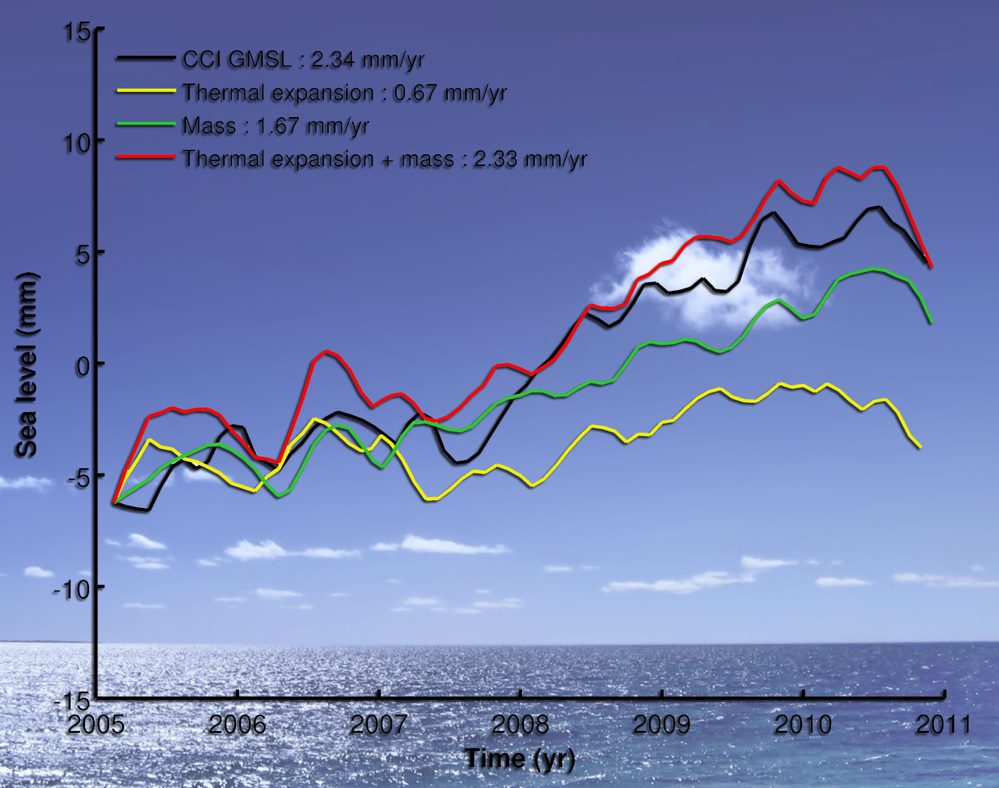 15
CCI GMSL : 2.34 mm/yr
Thermal expansion : 0.67 mm/yr
Mass : 1.67 mm/yr
Thermal expansion + mass : 2.33 mm/yr
10
5
0
-5
-10
-15
Sea level (mm)
2005 2006 2007 2008 2009 2010 2011
Time (yr)